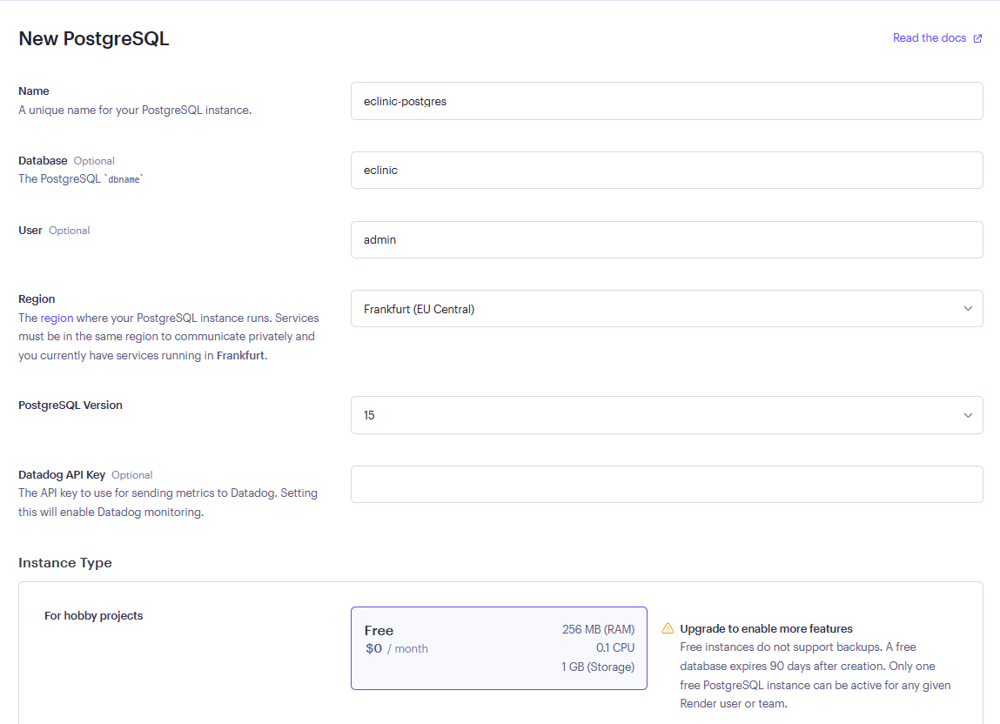 New PostgreSQL
Read the docs
Name
A unique name for your PostgreSQL instance.
eclinic-postgres
Database Optional
The PostgreSQL `dbname`
eclinic
User Optional
admin
Region
The region where your PostgreSQL instance runs. Services
must be in the same region to communicate privately and
you currently have services running in Frankfurt.
Frankfurt (EU Central)
PostgreSQL Version
15
Datadog API Key Optional
The API key to use for sending metrics to Datadog. Setting
this will enable Datadog monitoring.
Instance Type
For hobby projects
Free
$0 / month
256 MB (RAM)
0.1 CPU
1 GB (Storage)
Upgrade to enable more features
Free instances do not support backups. A free
database expires 90 days after creation. Only one
free PostgreSQL instance can be active for any given
Render user or team.